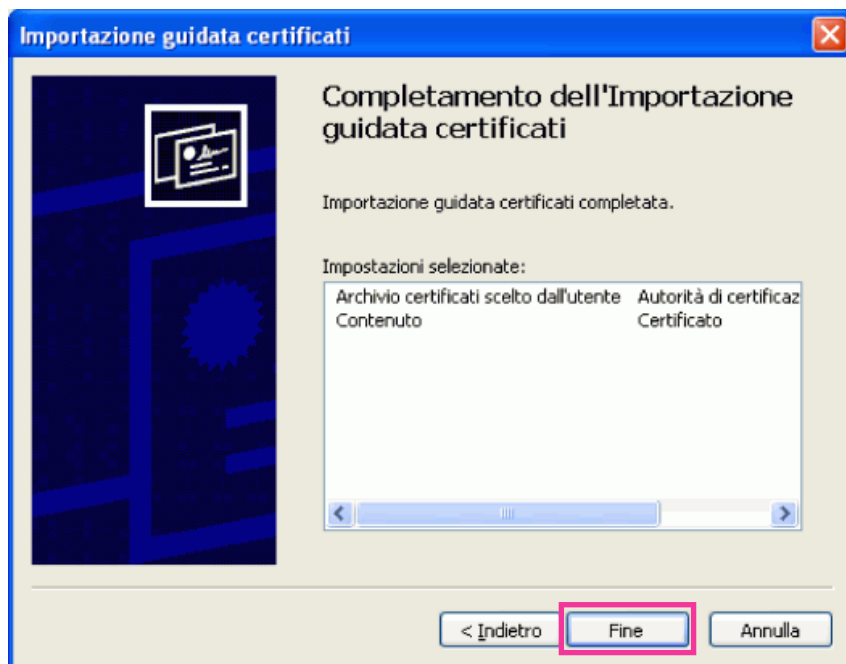 Importazione guidata certificati
Completamento dell'Importazione
guidata certificati
Importazione guidata certificati completata.
Impostazioni selezionate:
Archivio certificati scelto dall'utente Autorità di certificaz
Contenuto Certificato
< Indietro Fine Annulla